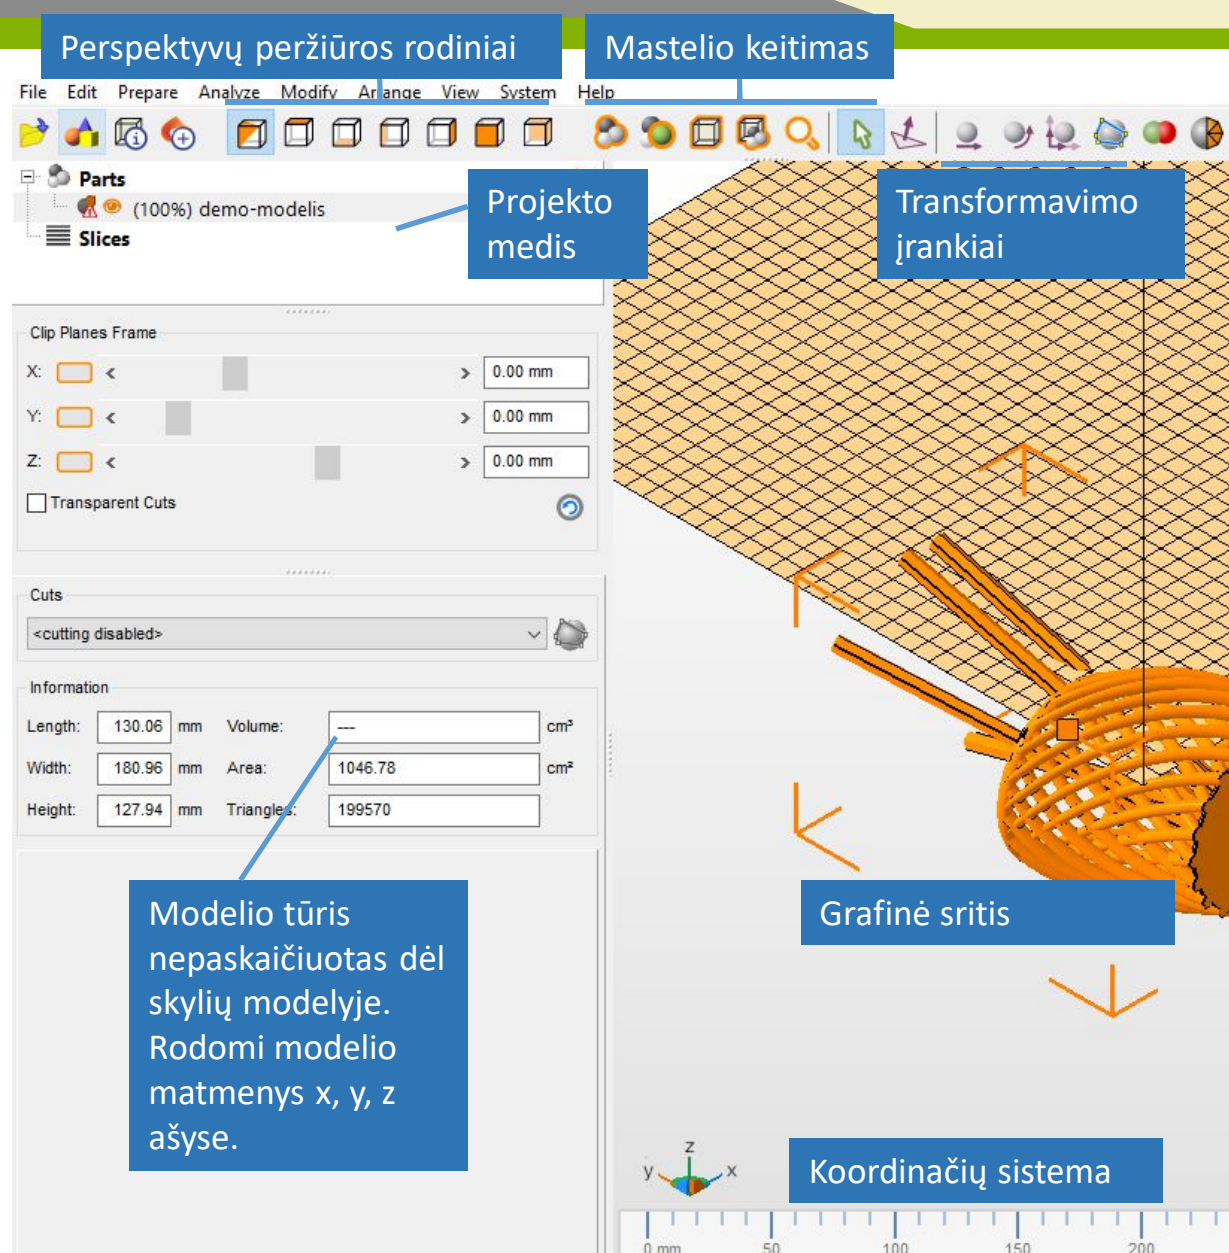 Perspektyvų peržiūros rodiniai
Mastelio keitimas
File Edit Prepare Analyze Modify Arrange View System Help
Parts
(100%) demo-modelis
Slices
Projekto
medis
Transformavimo
įrankiai
Clip Planes Frame
X: 0.00 mm
Y: 0.00 mm
Z: 0.00 mm
Transparent Cuts
Cuts
<cutting disabled>
Information
Length: 130.06 mm Volume: --- cm³
Width: 180.96 mm Area: 1046.78 cm²
Height: 127.94 mm Triangles: 199570
Modelio tūris
nepaskaičiuotas dėl
skylių modelyje.
Rodomi modelio
matmenys x, y, z
ašyse.
Grafinė sritis
z
y x
Koordinačių sistema
0 mm 50 100 150 200